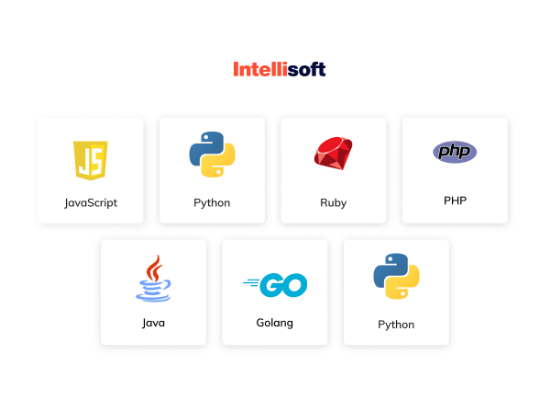 Intellisoft
JS
JavaScript
Python
Ruby
php
PHP
Java
GO
Golang
Python